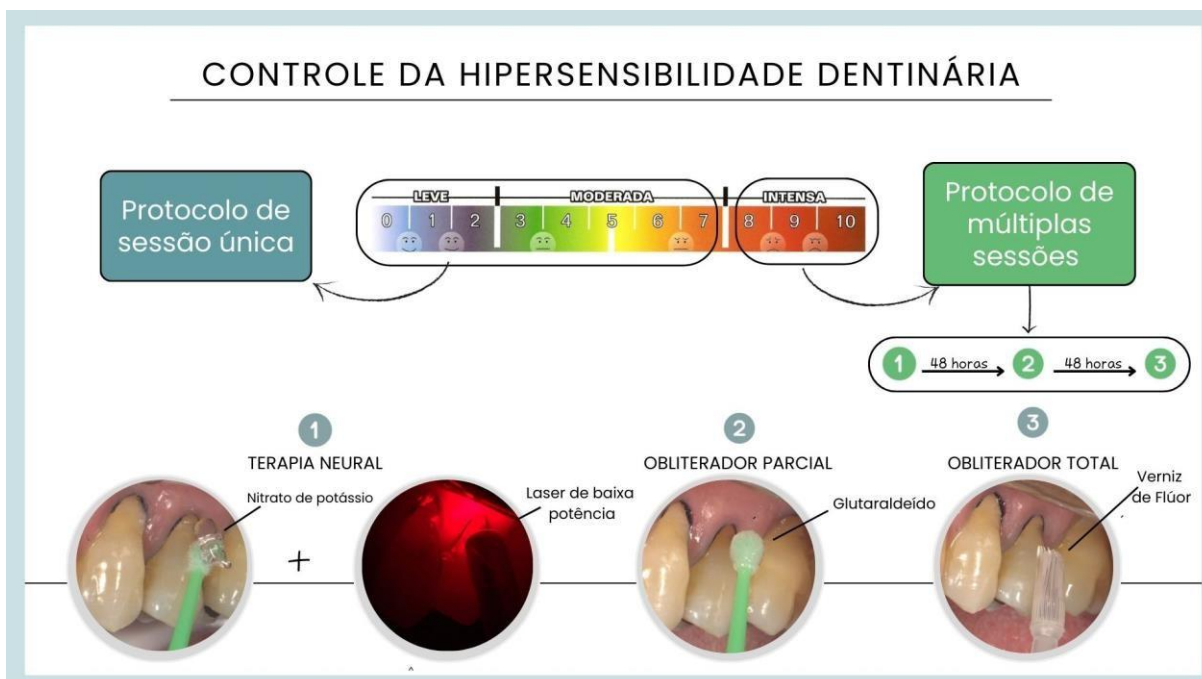 CONTROLE DA HIPERSENSIBILIDADE DENTINÁRIA
Protocolo de
sessão única
LEVE MODERADA INTENSA
0 1 2 3 4 5 6 7 8 9 10
Protocolo de
múltiplas
sessões
1 48 horas 2 48 horas 3
1
TERAPIA NEURAL
Nitrato de potássio
+
Laser de baixa
potência
2
OBLITERADOR PARCIAL
Glutaraldeído
3
OBLITERADOR TOTAL
Verniz
de Flúor